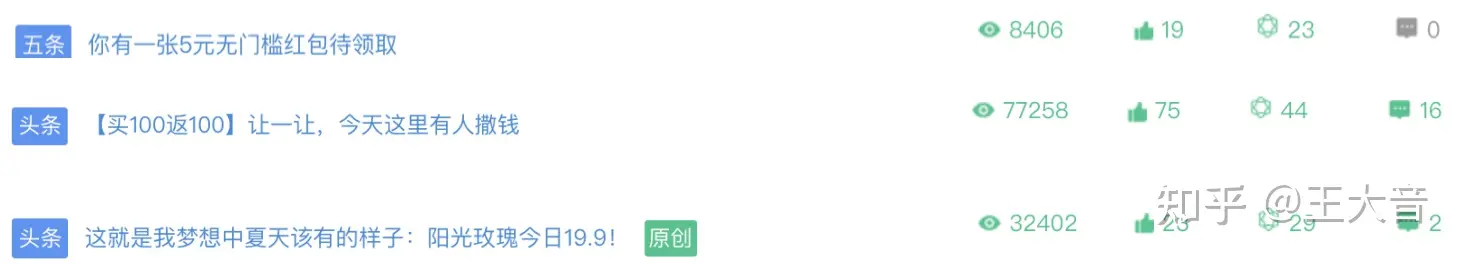 五条 你有一张5元无门槛红包待领取 8406 19 23 0
头条 【买100返100】让一让，今天这里有人撒钱 77258 75 44 16
头条 这就是我梦想中夏天该有的样子：阳光玫瑰今日19.9！ 原创 32402 23 29 2
知乎 @王大音